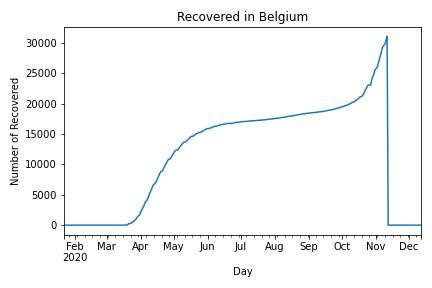 Recovered in Belgium
Number of Recovered
30000
25000
20000
15000
10000
5000
0
Feb Mar Apr May Jun Jul Aug Sep Oct Nov Dec
2020
Day